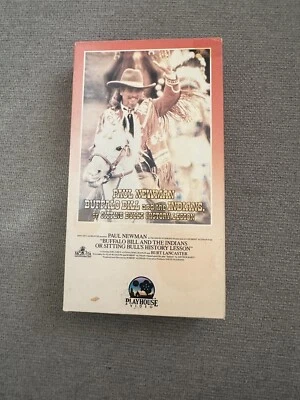 PAUL NEWMAN
BUFFALO BILL and the INDIANS,
or SITTING BULL'S HISTORY LESSON
PAUL NEWMAN
"BUFFALO BILL AND THE INDIANS
OR SITTING BULL'S HISTORY LESSON"
BURT LANCASTER
PLAYHOUSE
VIDEO